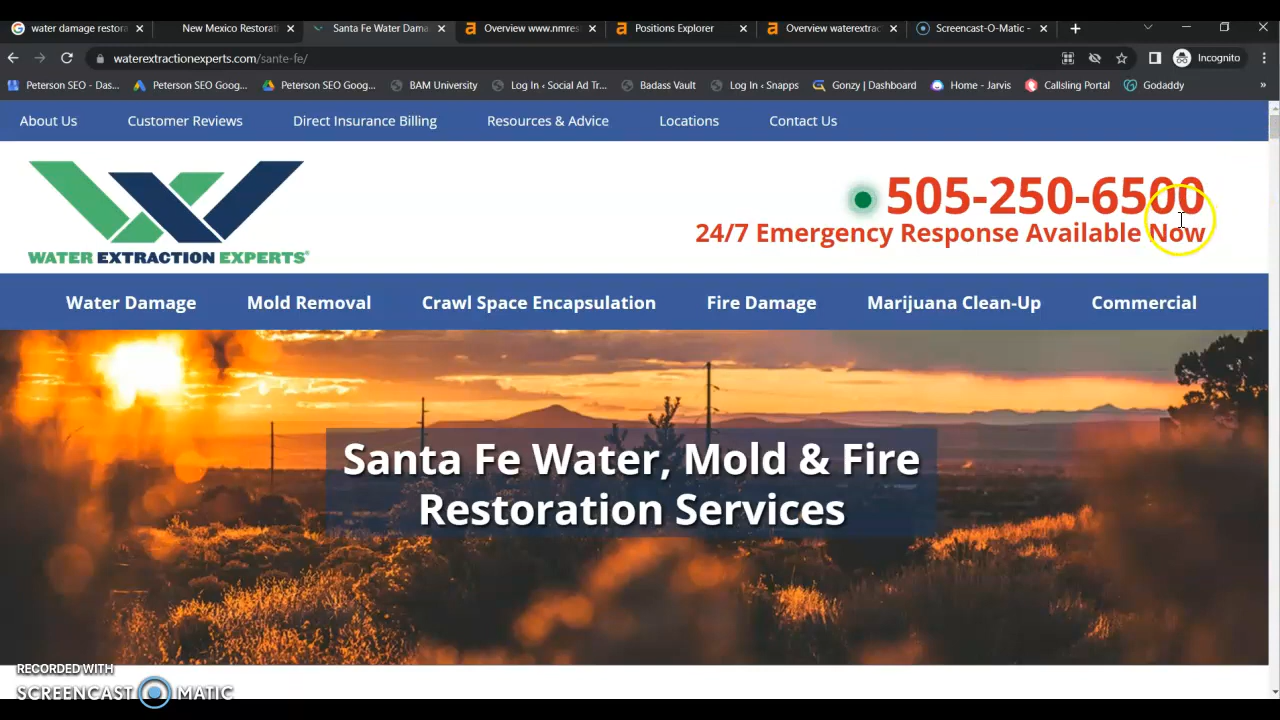 water damage restora
New Mexico Restorati
Santa Fe Water Dama
Overview www.nmres
Positions Explorer
Overview waterextrac
Screencast-O-Matic -
waterextractionexperts.com/sante-fe/
Incognito
Peterson SEO - Das...
Peterson SEO Goog...
Peterson SEO Goog...
BAM University
Log In ‹ Social Ad Tr...
Badass Vault
Log In ‹ Snapps
Gonzy | Dashboard
Home - Jarvis
Callsling Portal
Godaddy
»
About Us
Customer Reviews
Direct Insurance Billing
Resources & Advice
Locations
Contact Us
WATER EXTRACTION EXPERTS®
505-250-6500
24/7 Emergency Response Available Now
Water Damage
Mold Removal
Crawl Space Encapsulation
Fire Damage
Marijuana Clean-Up
Commercial
Santa Fe Water, Mold & Fire
Restoration Services
RECORDED WITH
SCREENCAST MATIC